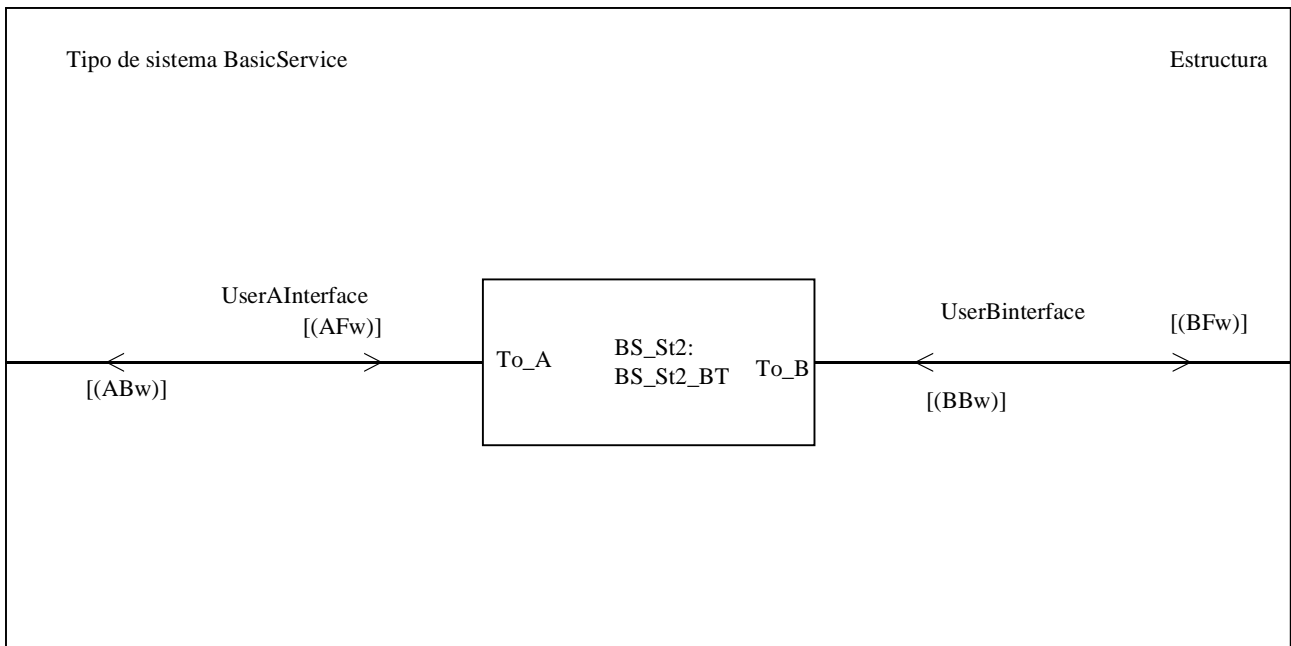 Tipo de sistema BasicService
Estructura
UserAInterface
[(AFw)]
[(ABw)]
To_A
BS_St2:
BS_St2_BT
To_B
UserBinterface
[(BFw)]
[(BBw)]